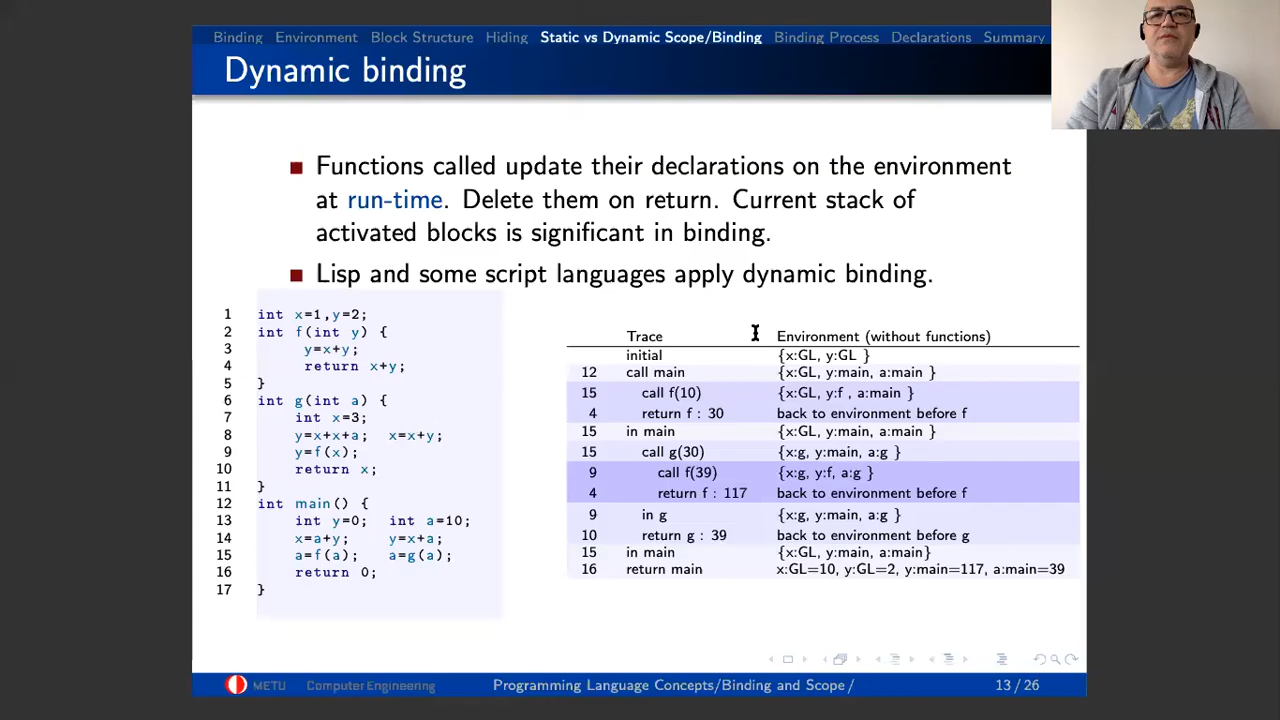 Binding Environment Block Structure Hiding Static vs Dynamic Scope/Binding Binding Process Declarations Summary
Dynamic binding
Functions called update their declarations on the environment
at run-time. Delete them on return. Current stack of
activated blocks is significant in binding.
Lisp and some script languages apply dynamic binding.
1 int x=1,y=2;
2 int f(int y) {
3 y=x+y;
4 return x+y;
5 }
6 int g(int a) {
7 int x=3;
8 y=x+x+a; x=x+y;
9 y=f(x);
10 return x;
11 }
12 int main() {
13 int y=0; int a=10;
14 x=a+y; y=x+a;
15 a=f(a); a=g(a);
16 return 0;
17 }
Trace Environment (without functions)
initial {x:GL, y:GL }
12 call main {x:GL, y:main, a:main }
15 call f(10) {x:GL, y:f , a:main }
4 return f : 30 back to environment before f
15 in main {x:GL, y:main, a:main }
15 call g(30) {x:g, y:main, a:g }
9 call f(39) {x:g, y:f, a:g }
4 return f : 117 back to environment before f
9 in g {x:g, y:main, a:g }
10 return g : 39 back to environment before g
15 in main {x:GL, y:main, a:main}
16 return main x:GL=10, y:GL=2, y:main=117, a:main=39
METU Computer Engineering Programming Language Concepts/Binding and Scope / 13 / 26